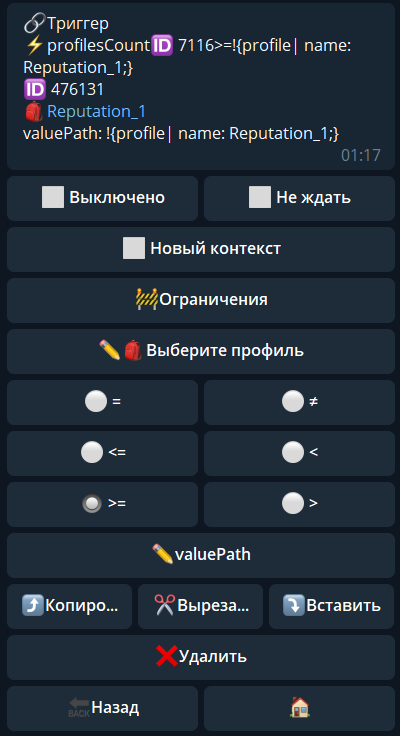 🔗Триггер
⚡profilesCount🆔 7116>=!{profile| name:
Reputation_1;}
🆔 476131
🎒Reputation_1
valuePath: !{profile| name: Reputation_1;}
01:17
Выключено
Не ждать
Новый контекст
🚧Ограничения
✏️🎒Выберите профиль
=
≠
<=
<
>=
>
✏️valuePath
⤴️Копиро...
✂️Выреза...
⤵️Вставить
❌Удалить
🔙Назад
🏠